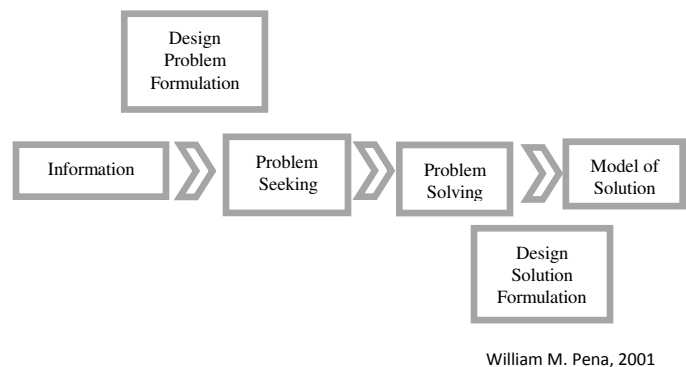 Design
Problem
Formulation
Information
Problem
Seeking
Problem
Solving
Model of
Solution
Design
Solution
Formulation
William M. Pena, 2001